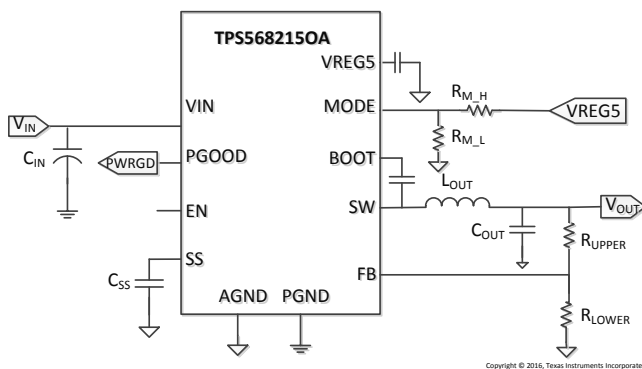 TPS568215OA
VREG5
VIN
MODE
R_M_H
VREG5
V_IN
R_M_L
C_IN
PWRGD
PGOOD
BOOT
L_OUT
EN
SW
V_OUT
C_OUT
R_UPPER
SS
C_SS
FB
AGND
PGND
R_LOWER
Copyright © 2016, Texas Instruments Incorporate